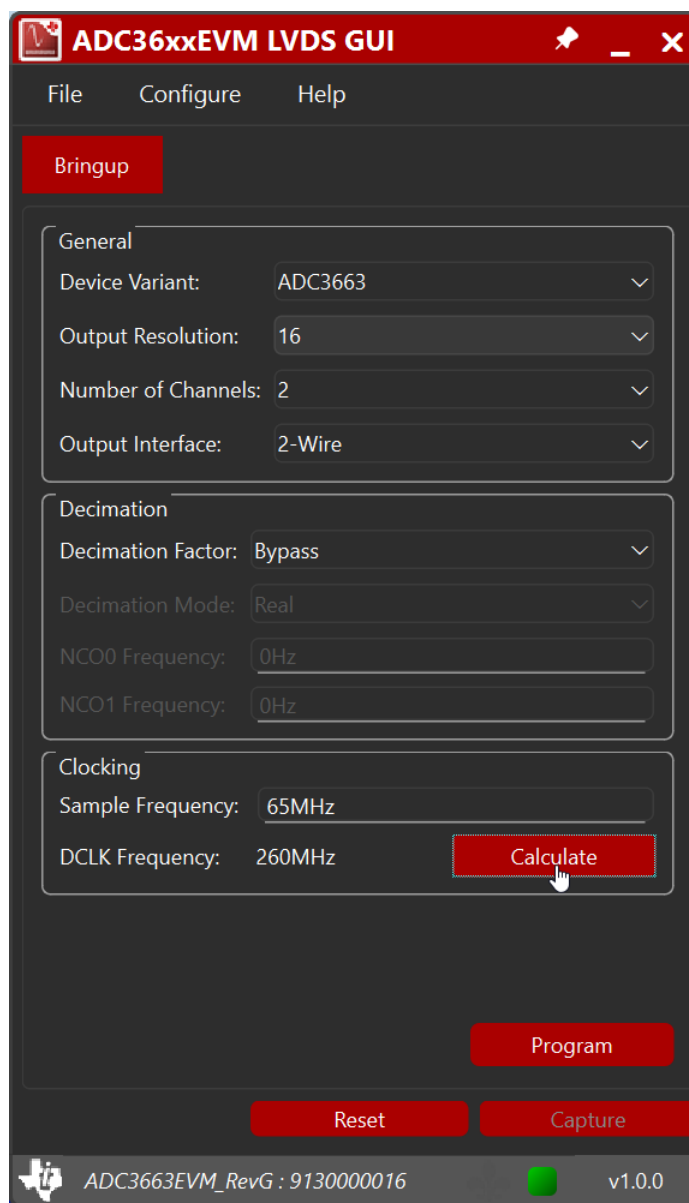 ADC36xxEVM LVDS GUI
File Configure Help
Bringup
General
Device Variant: ADC3663
Output Resolution: 16
Number of Channels: 2
Output Interface: 2-Wire
Decimation
Decimation Factor: Bypass
Decimation Mode: Real
NCO0 Frequency: 0Hz
NCO1 Frequency: 0Hz
Clocking
Sample Frequency: 65MHz
DCLK Frequency: 260MHz Calculate
Program
Reset Capture
ADC3663EVM_RevG : 9130000016 v1.0.0